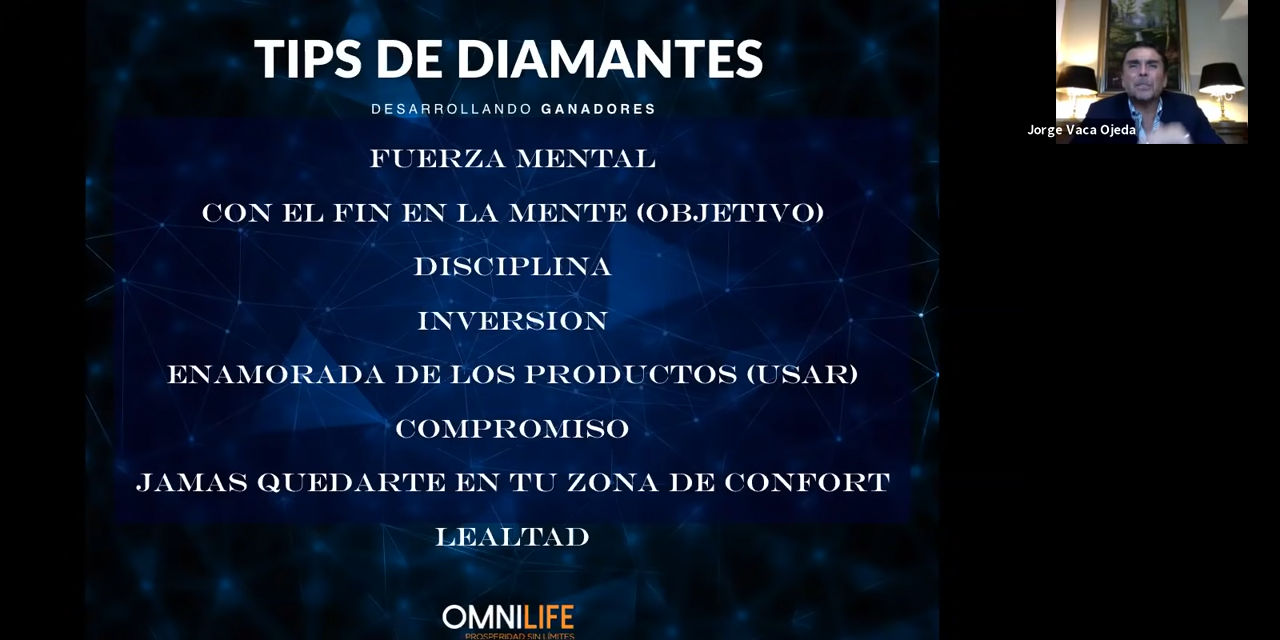 TIPS DE DIAMANTES
DESARROLLANDO GANADORES
FUERZA MENTAL
CON EL FIN EN LA MENTE (OBJETIVO)
DISCIPLINA
INVERSION
ENAMORADA DE LOS PRODUCTOS (USAR)
COMPROMISO
JAMAS QUEDARTE EN TU ZONA DE CONFORT
LEALTAD
OMNILIFE
PROSPERIDAD SIN LÍMITES
Jorge Vaca Ojeda